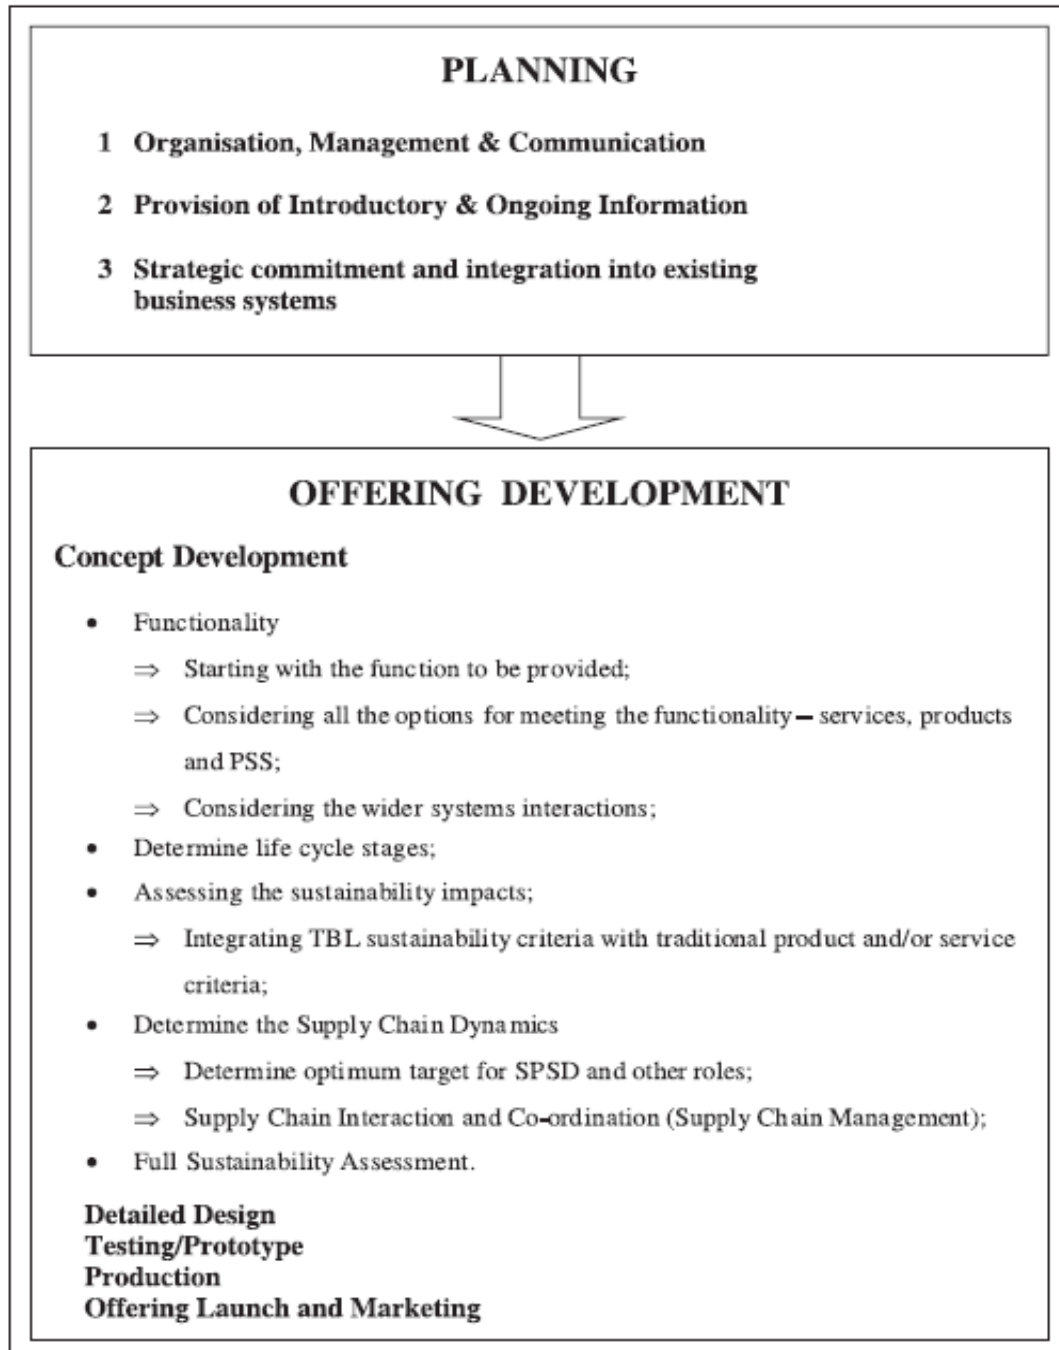 PLANNING
1 Organisation, Management & Communication
2 Provision of Introductory & Ongoing Information
3 Strategic commitment and integration into existing
business systems
OFFERING DEVELOPMENT
Concept Development
• Functionality
⇒ Starting with the function to be provided;
⇒ Considering all the options for meeting the functionality – services, products
and PSS;
⇒ Considering the wider systems interactions;
• Determine life cycle stages;
• Assessing the sustainability impacts;
⇒ Integrating TBL sustainability criteria with traditional product and/or service
criteria;
• Determine the Supply Chain Dynamics
⇒ Determine optimum target for SPSD and other roles;
⇒ Supply Chain Interaction and Co-ordination (Supply Chain Management);
• Full Sustainability Assessment.
Detailed Design
Testing/Prototype
Production
Offering Launch and Marketing